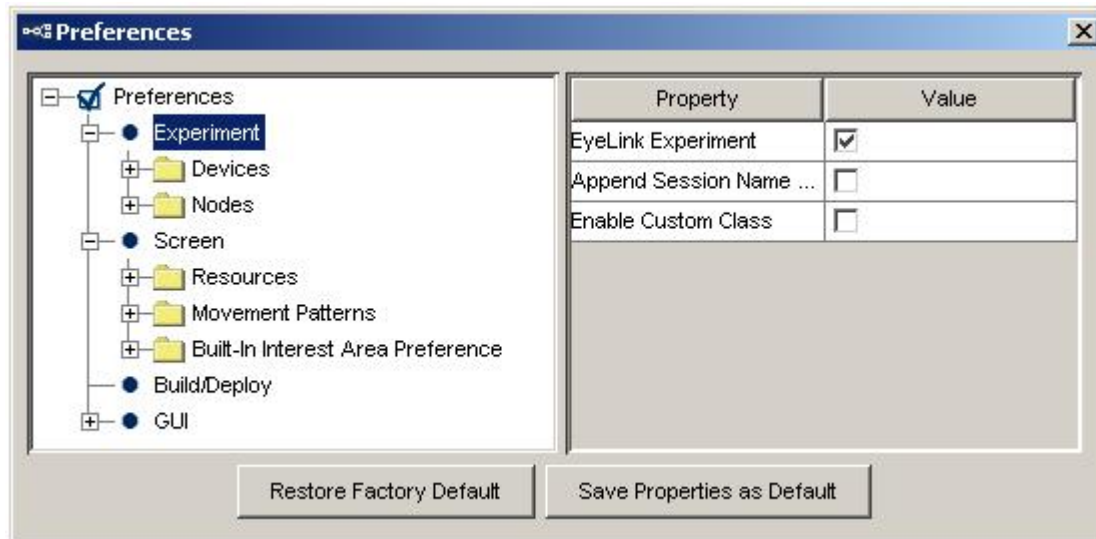 Preferences
Preferences
Experiment
Devices
Nodes
Screen
Resources
Movement Patterns
Built-In Interest Area Preference
Build/Deploy
GUI
Property Value
EyeLink Experiment
Append Session Name ...
Enable Custom Class
Restore Factory Default Save Properties as Default